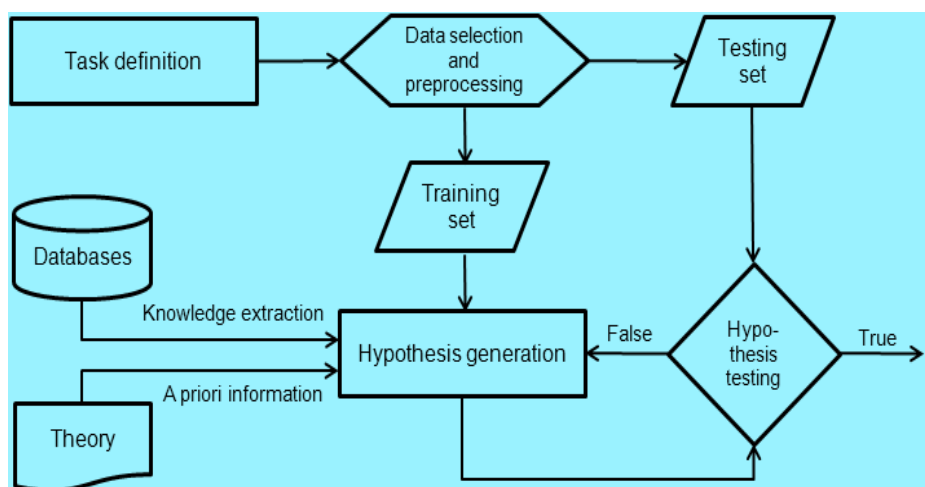 Task definition
Data selection
and
preprocessing
Testing
set
Training
set
Databases
Knowledge extraction
Hypothesis generation
False
Hypo-
thesis
testing
True
A priori information
Theory